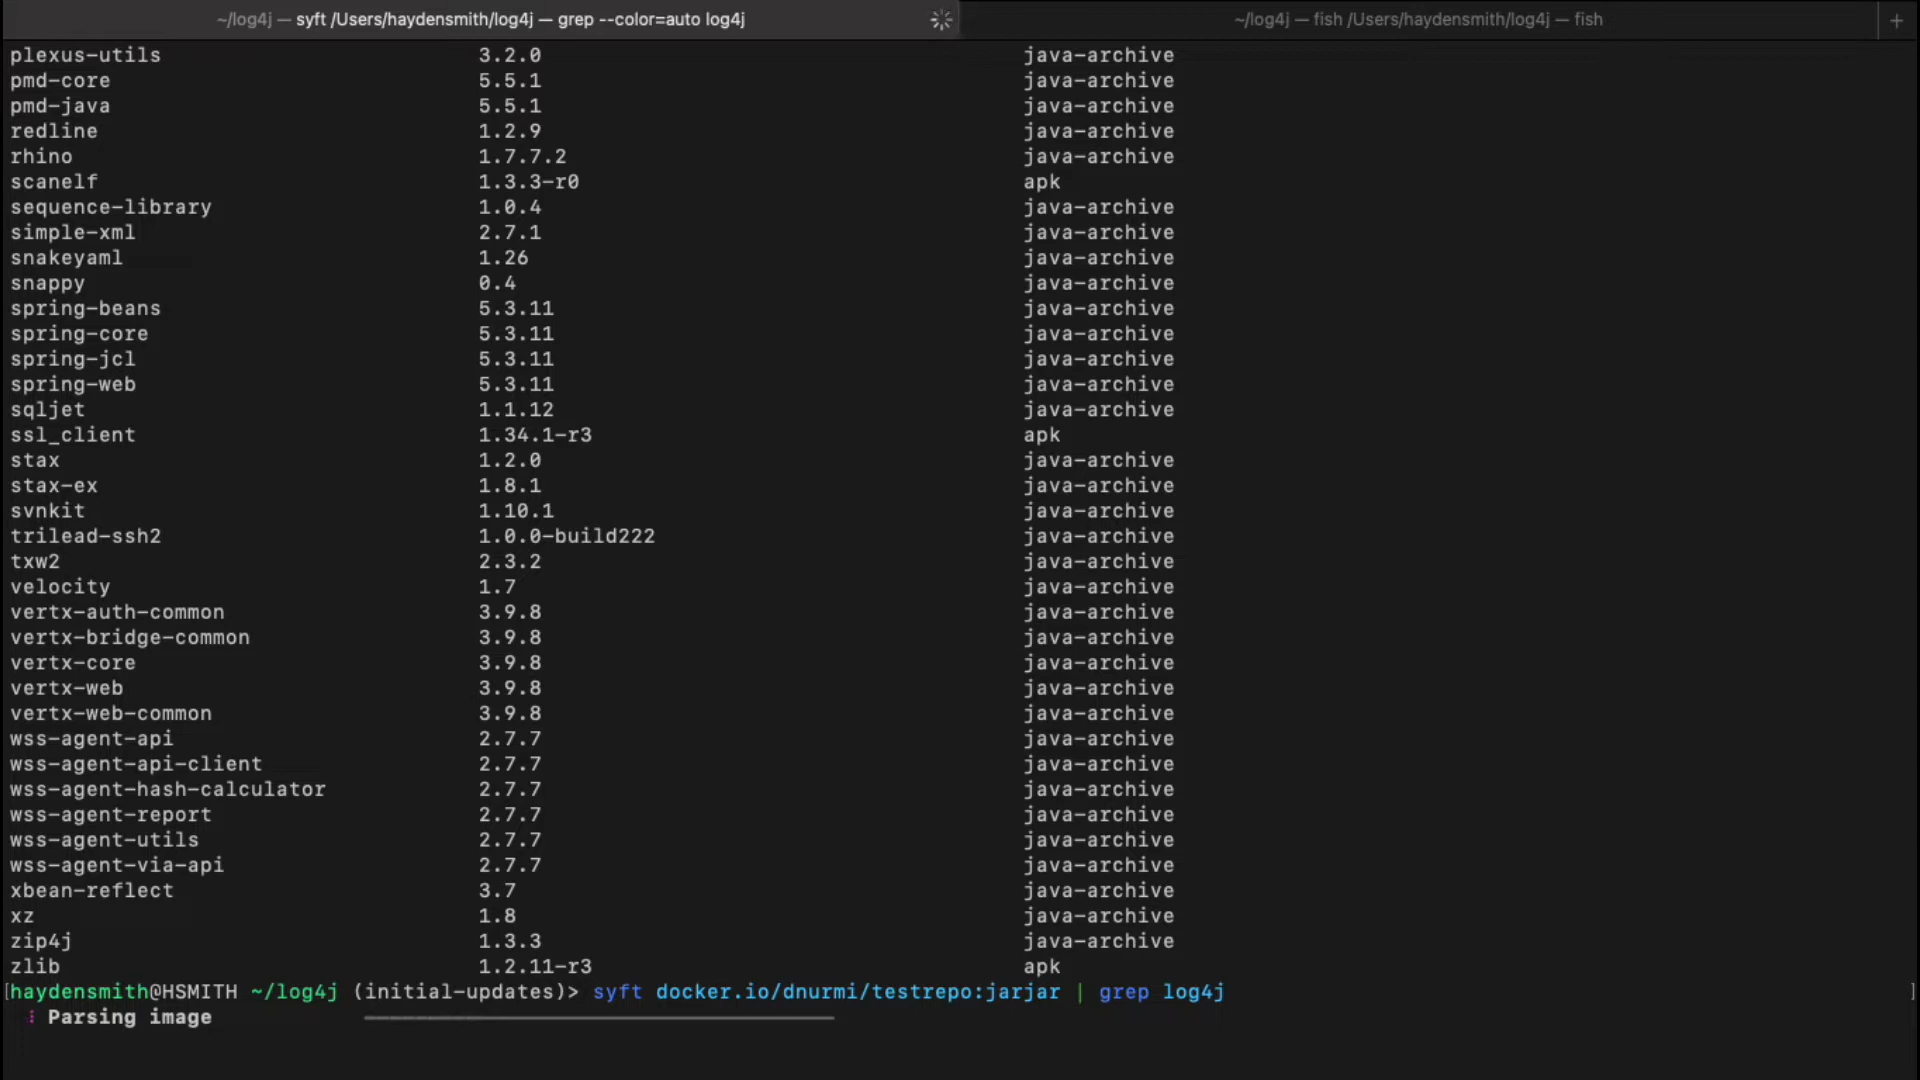 ~/log4j — syft /Users/haydensmith/log4j — grep --color=auto log4j ~/log4j — fish /Users/haydensmith/log4j — fish +
plexus-utils 3.2.0 java-archive
pmd-core 5.5.1 java-archive
pmd-java 5.5.1 java-archive
redline 1.2.9 java-archive
rhino 1.7.7.2 java-archive
scanelf 1.3.3-r0 apk
sequence-library 1.0.4 java-archive
simple-xml 2.7.1 java-archive
snakeyaml 1.26 java-archive
snappy 0.4 java-archive
spring-beans 5.3.11 java-archive
spring-core 5.3.11 java-archive
spring-jcl 5.3.11 java-archive
spring-web 5.3.11 java-archive
sqljet 1.1.12 java-archive
ssl_client 1.34.1-r3 apk
stax 1.2.0 java-archive
stax-ex 1.8.1 java-archive
svnkit 1.10.1 java-archive
trilead-ssh2 1.0.0-build222 java-archive
txw2 2.3.2 java-archive
velocity 1.7 java-archive
vertx-auth-common 3.9.8 java-archive
vertx-bridge-common 3.9.8 java-archive
vertx-core 3.9.8 java-archive
vertx-web 3.9.8 java-archive
vertx-web-common 3.9.8 java-archive
wss-agent-api 2.7.7 java-archive
wss-agent-api-client 2.7.7 java-archive
wss-agent-hash-calculator 2.7.7 java-archive
wss-agent-report 2.7.7 java-archive
wss-agent-utils 2.7.7 java-archive
wss-agent-via-api 2.7.7 java-archive
xbean-reflect 3.7 java-archive
xz 1.8 java-archive
zip4j 1.3.3 java-archive
zlib 1.2.11-r3 apk
[haydensmith@HSMITH ~/log4j (initial-updates)> syft docker.io/dnurmi/testrepo:jarjar | grep log4j ]
Parsing image